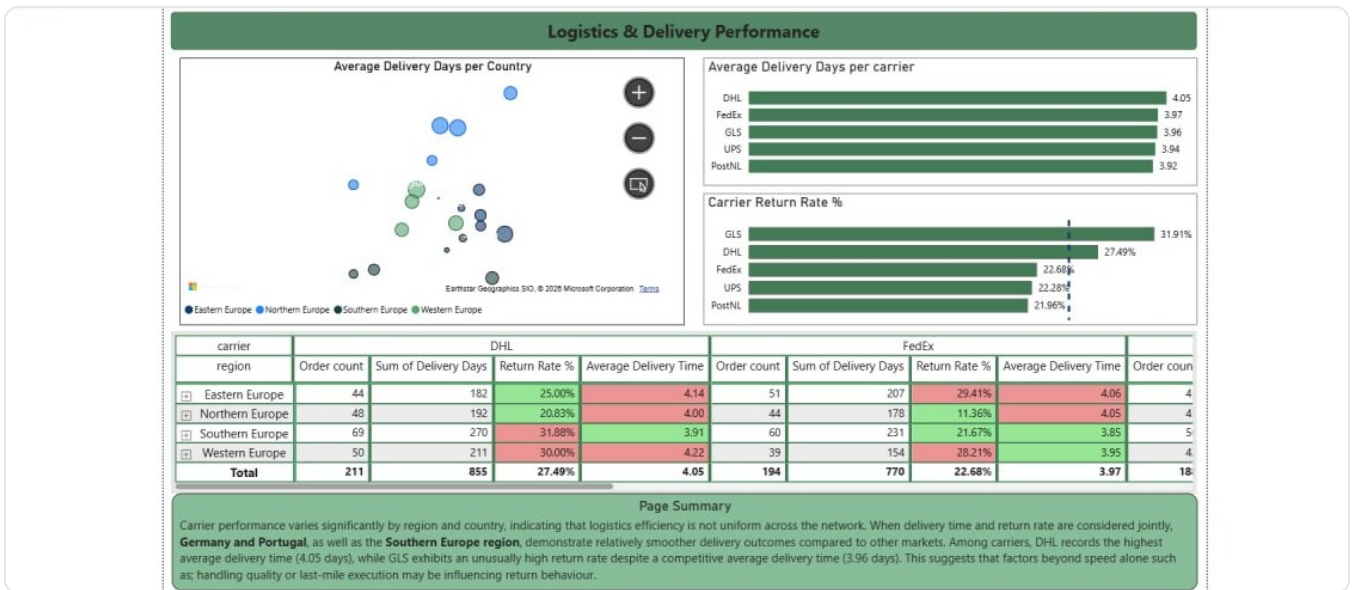 Logistics & Delivery Performance
Average Delivery Days per Country
Earthstar Geographics SIO, © 2026 Microsoft Corporation Terms
Eastern Europe Northern Europe Southern Europe Western Europe
Average Delivery Days per carrier
DHL 4.05
FedEx 3.97
GLS 3.96
UPS 3.94
PostNL 3.92
Carrier Return Rate %
GLS 31.91%
DHL 27.49%
FedEx 22.68%
UPS 22.28%
PostNL 21.96%
carrier DHL FedEx
region Order count Sum of Delivery Days Return Rate % Average Delivery Time Order count Sum of Delivery Days Return Rate % Average Delivery Time Order coun
Eastern Europe 44 182 25.00% 4.14 51 207 29.41% 4.06 4
Northern Europe 48 192 20.83% 4.00 44 178 11.36% 4.05 4
Southern Europe 69 270 31.88% 3.91 60 231 21.67% 3.85 5
Western Europe 50 211 30.00% 4.22 39 154 28.21% 3.95 4
Total 211 855 27.49% 4.05 194 770 22.68% 3.97 18
Page Summary
Carrier performance varies significantly by region and country, indicating that logistics efficiency is not uniform across the network. When delivery time and return rate are considered jointly,
Germany and Portugal, as well as the Southern Europe region, demonstrate relatively smoother delivery outcomes compared to other markets. Among carriers, DHL records the highest
average delivery time (4.05 days), while GLS exhibits an unusually high return rate despite a competitive average delivery time (3.96 days). This suggests that factors beyond speed alone such
as; handling quality or last-mile execution may be influencing return behaviour.